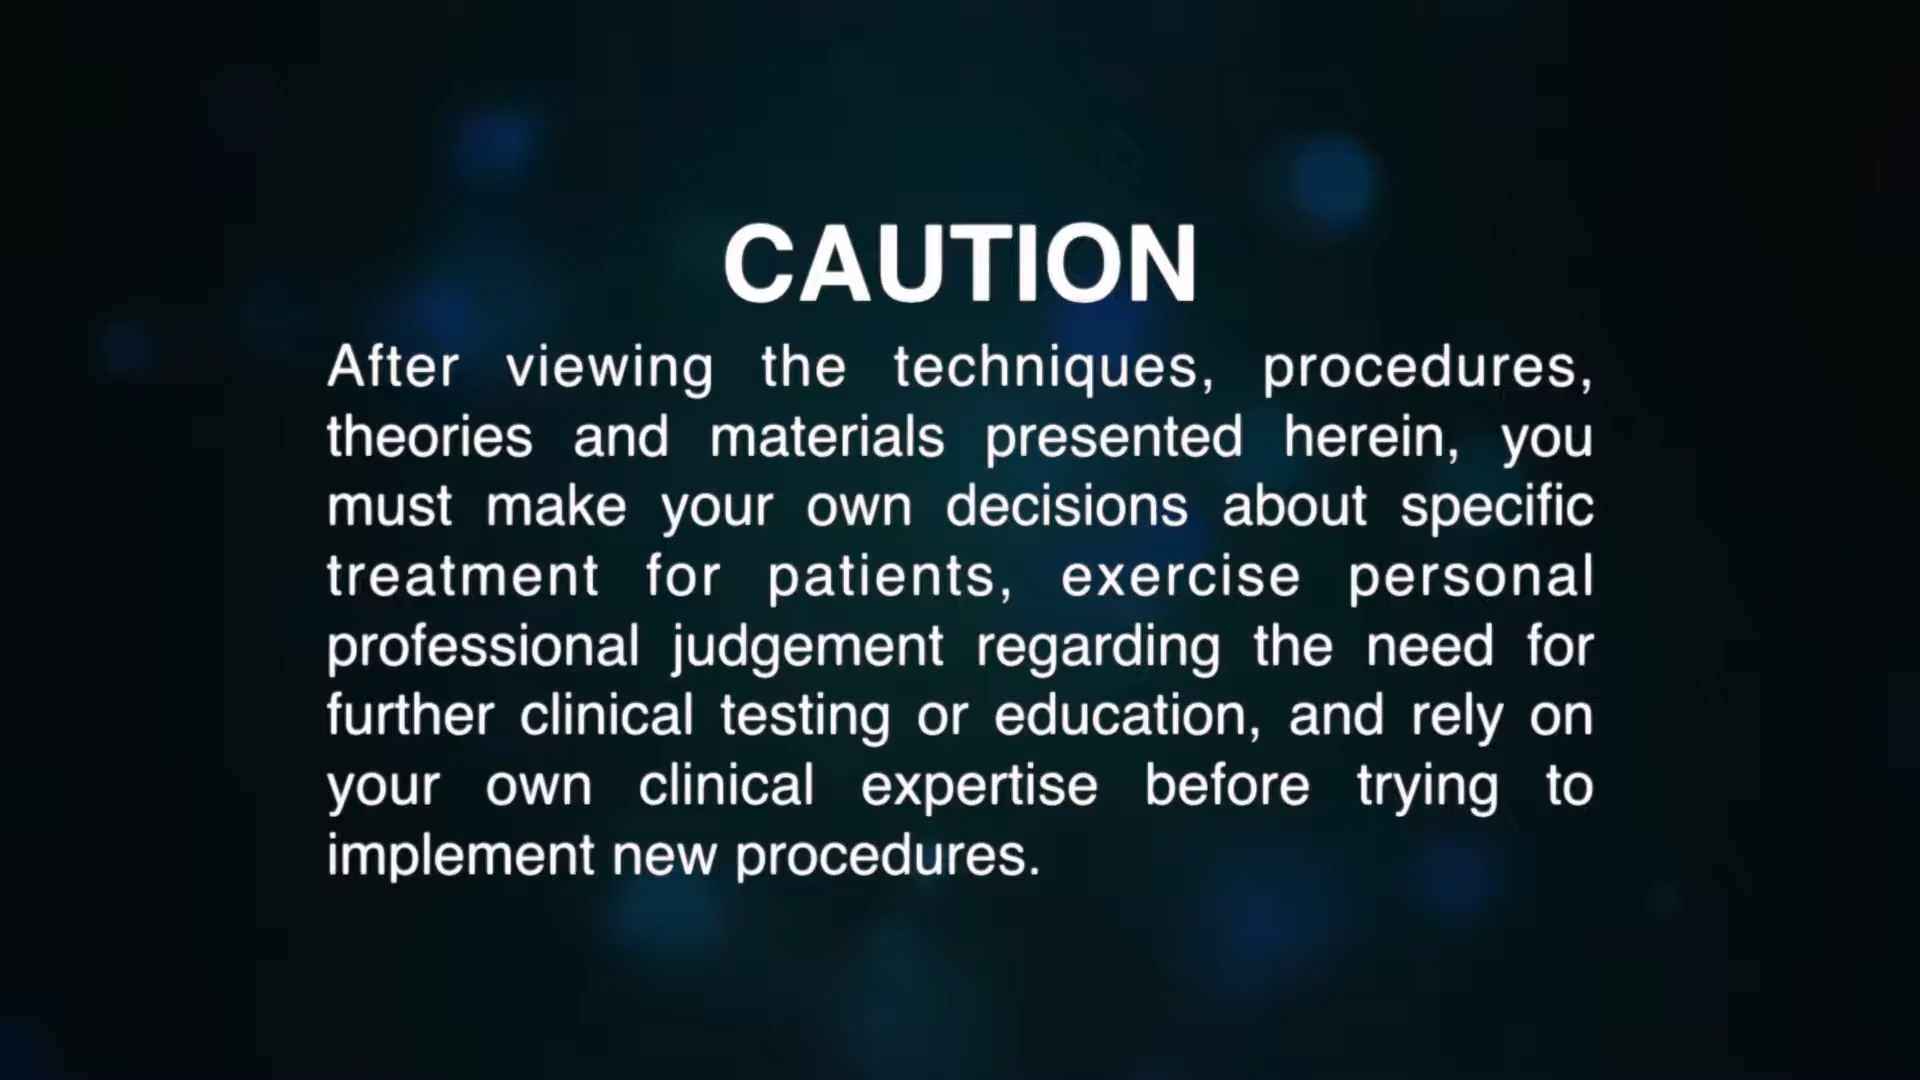 CAUTION
After viewing the techniques, procedures,
theories and materials presented herein, you
must make your own decisions about specific
treatment for patients, exercise personal
professional judgement regarding the need for
further clinical testing or education, and rely on
your own clinical expertise before trying to
implement new procedures.